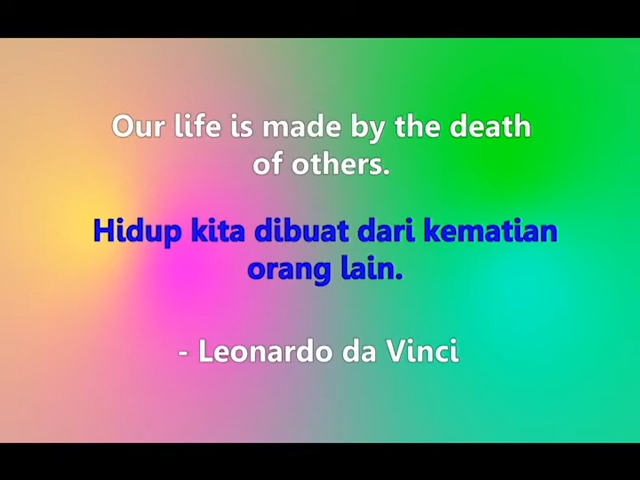 Our life is made by the death
of others.
Hidup kita dibuat dari kematian
orang lain.
- Leonardo da Vinci